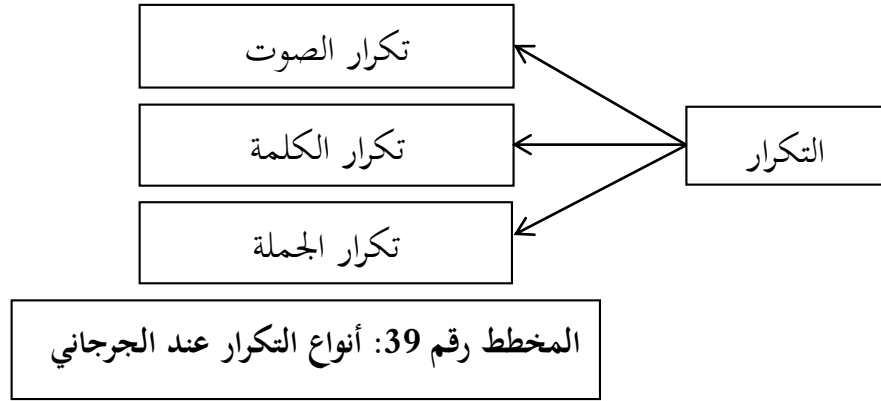 تكرار الصوت
التكرار
تكرار الكلمة
تكرار الجملة
المخطط رقم 39: أنواع التكرار عند الجرجاني